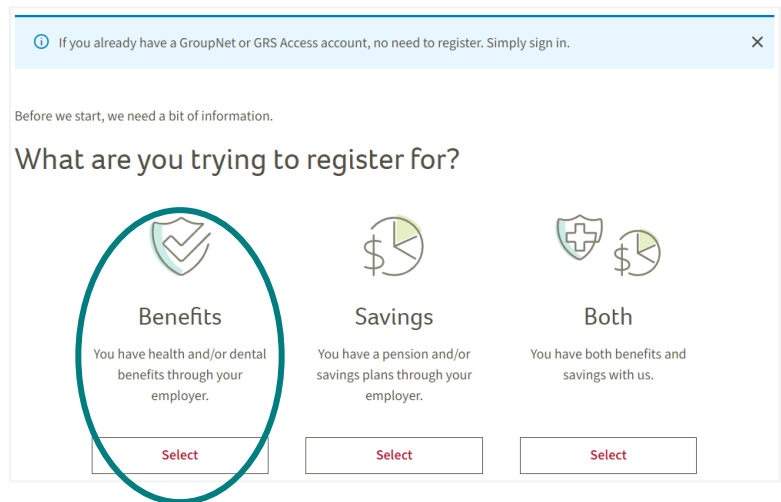 If you already have a GroupNet or GRS Access account, no need to register. Simply sign in.
Before we start, we need a bit of information.
What are you trying to register for?
Benefits
You have health and/or dental
benefits through your
employer.
Select
Savings
You have a pension and/or
savings plans through your
employer.
Select
Both
You have both benefits and
savings with us.
Select